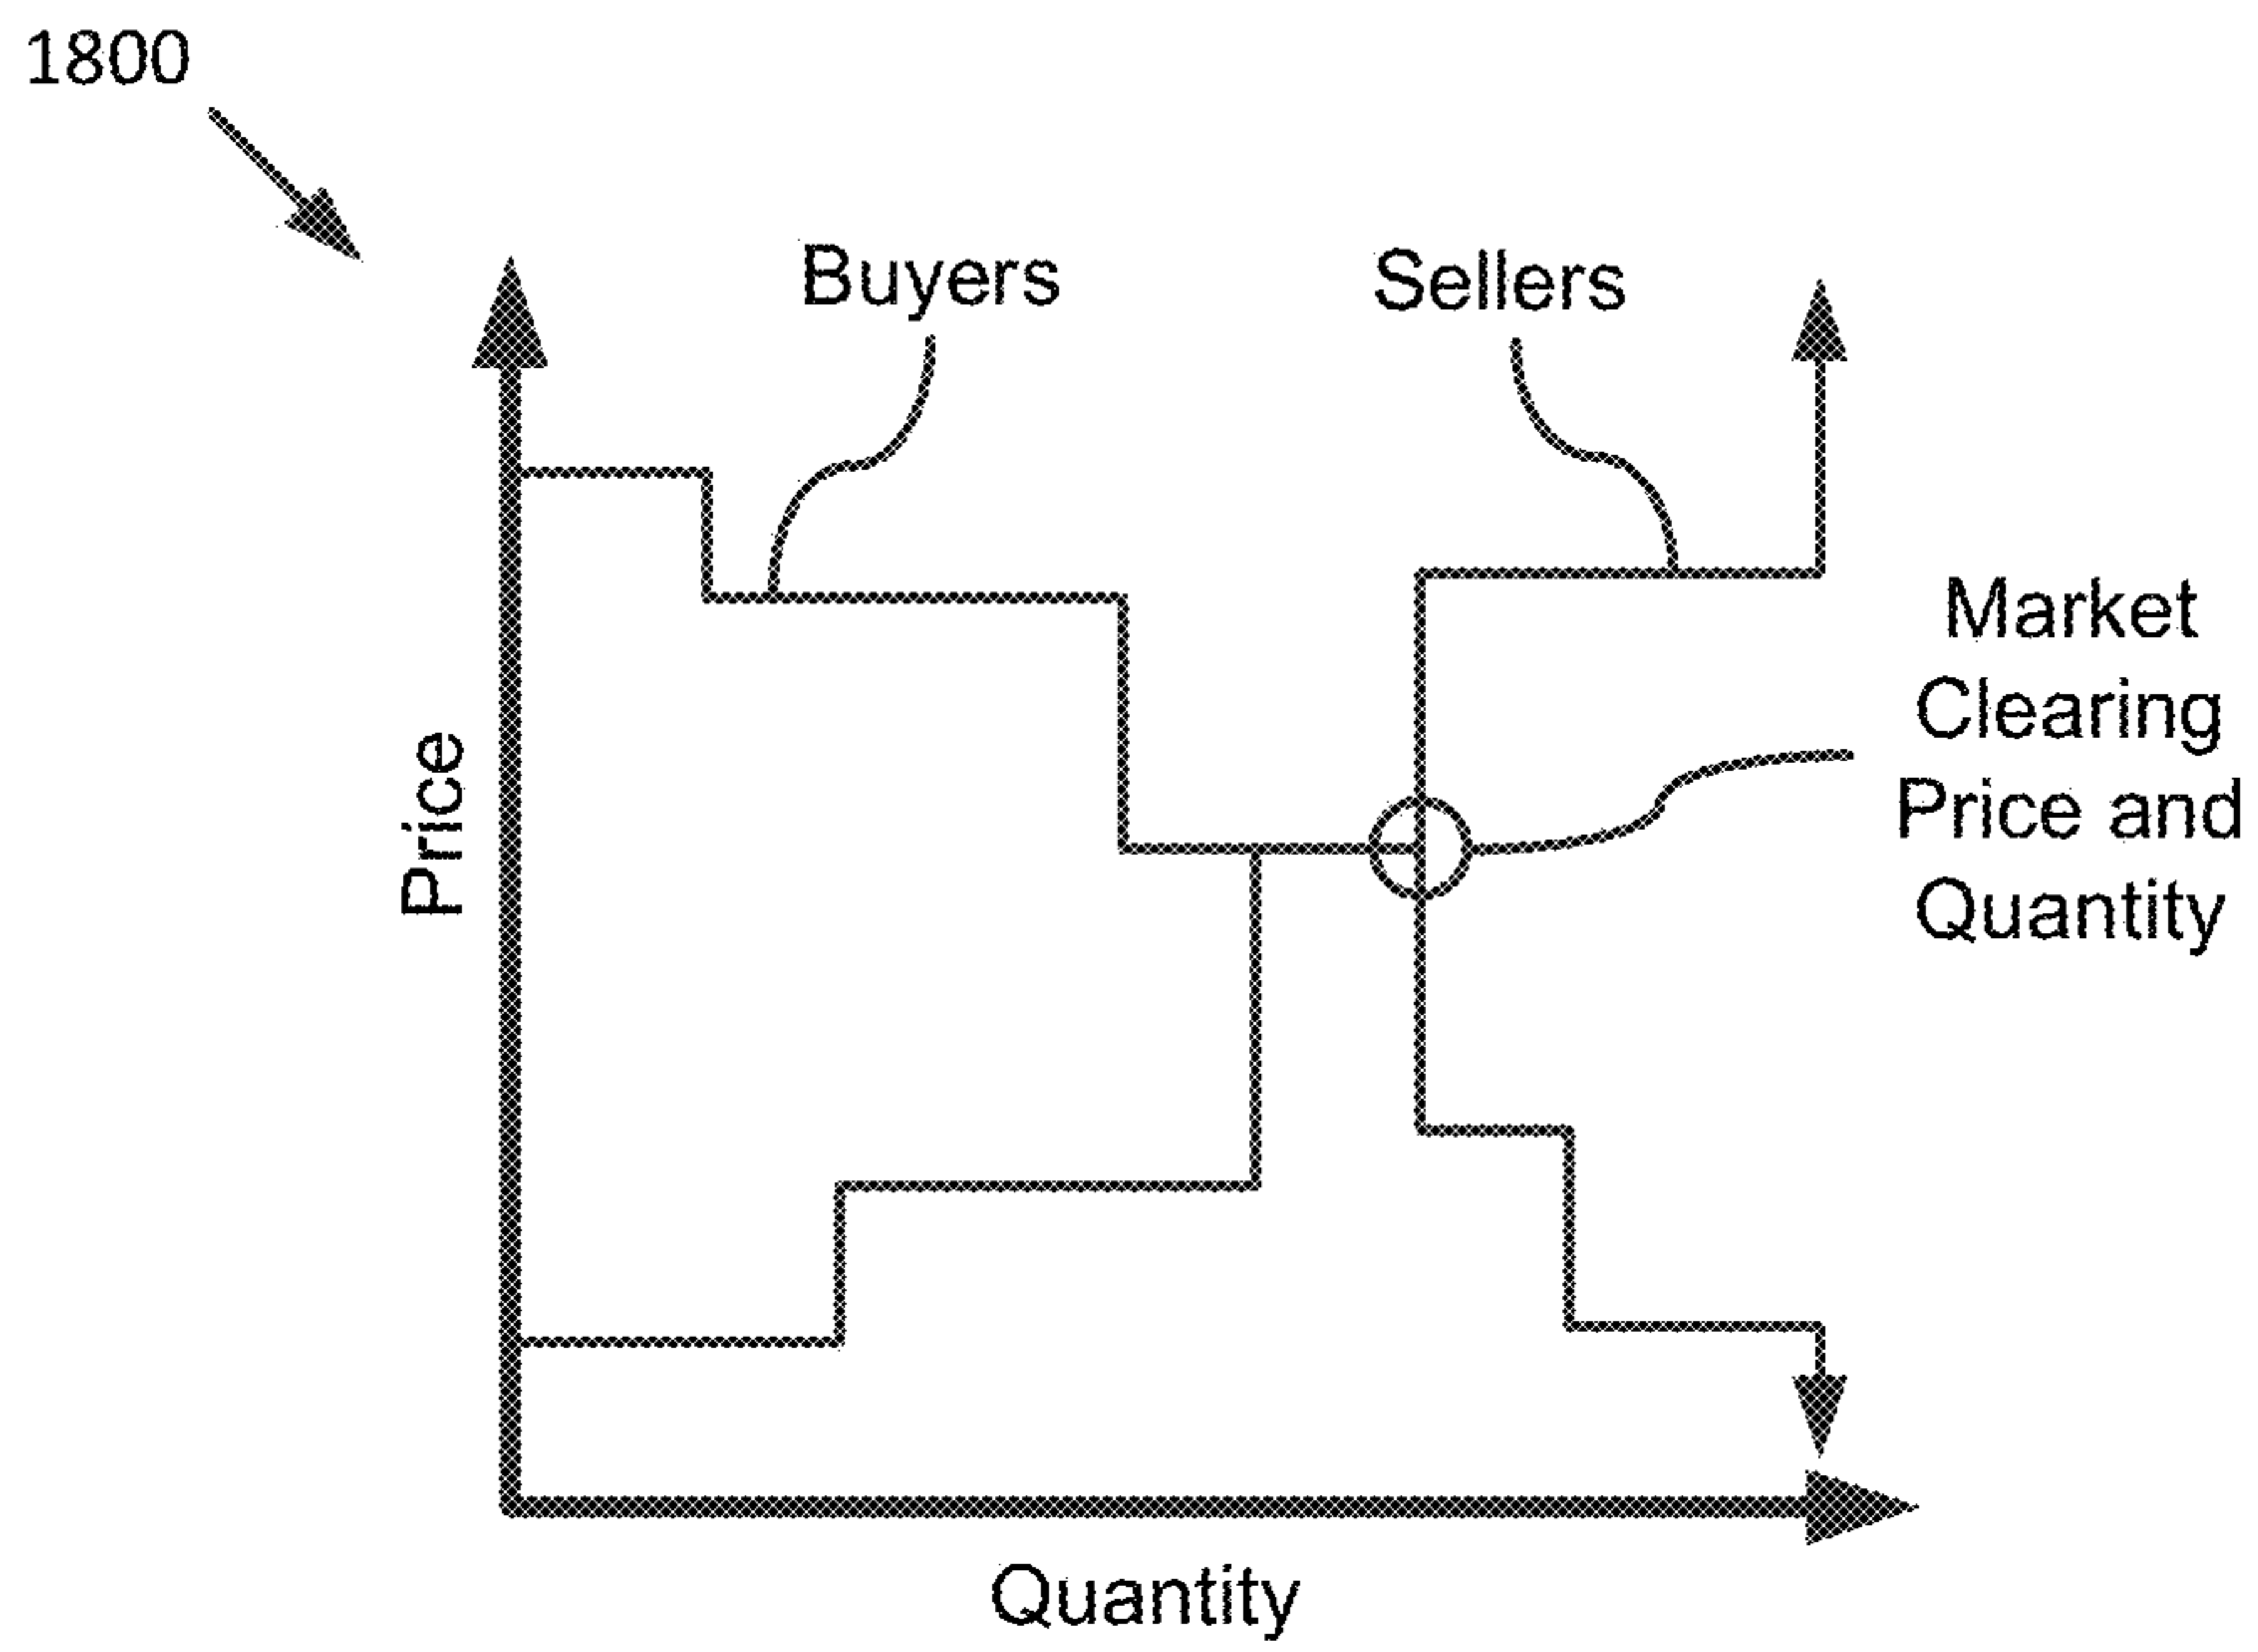 1800
Buyers
Sellers
Market
Clearing
Price and
Quantity
Price
Quantity